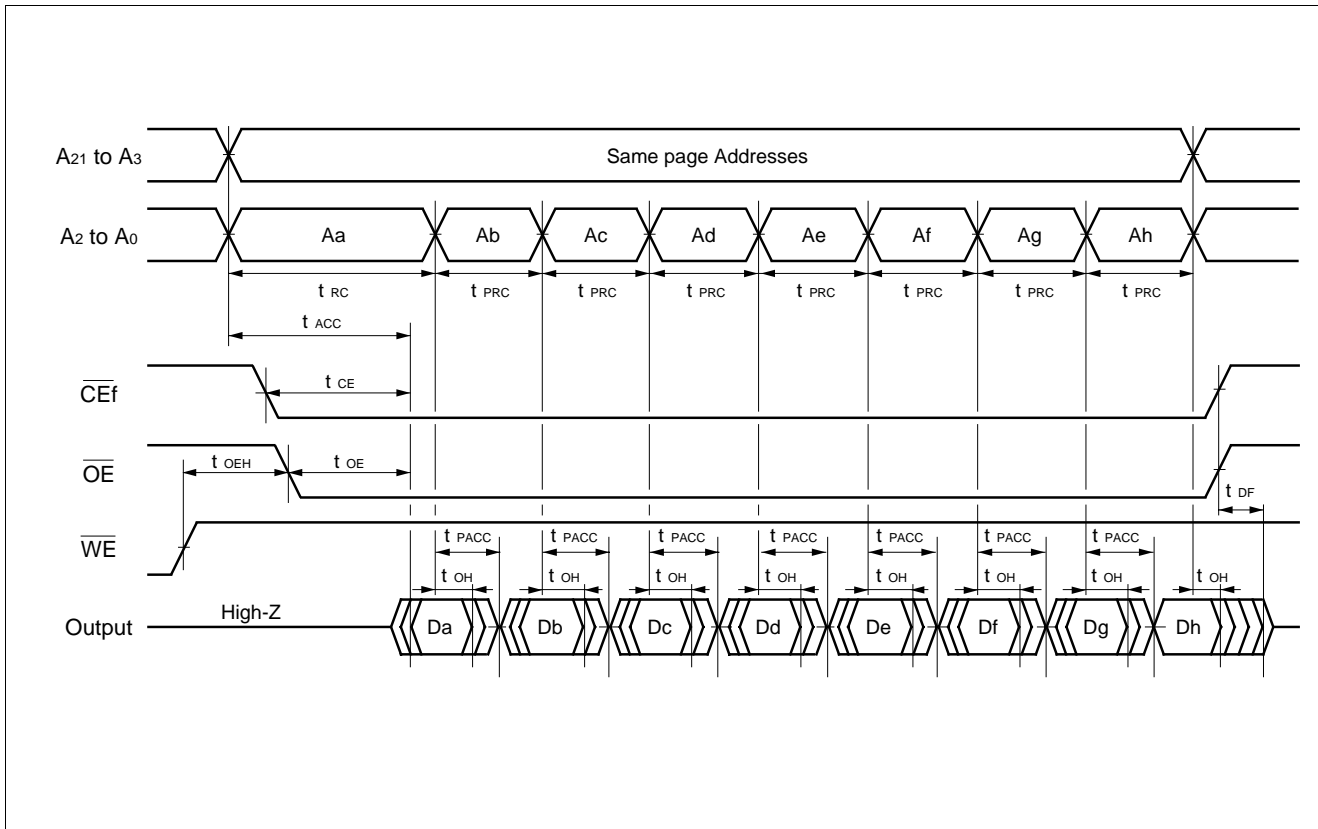 A21 to A3
Same page Addresses
A2 to A0
Aa Ab Ac Ad Ae Af Ag Ah
t RC t PRC t PRC t PRC t PRC t PRC t PRC t PRC
t ACC
CEf
t CE
OE
t OEH t OE
t DF
WE
t PACC t PACC t PACC t PACC t PACC t PACC t PACC
t OH t OH t OH t OH t OH t OH t OH t OH
Output
High-Z
Da Db Dc Dd De Df Dg Dh